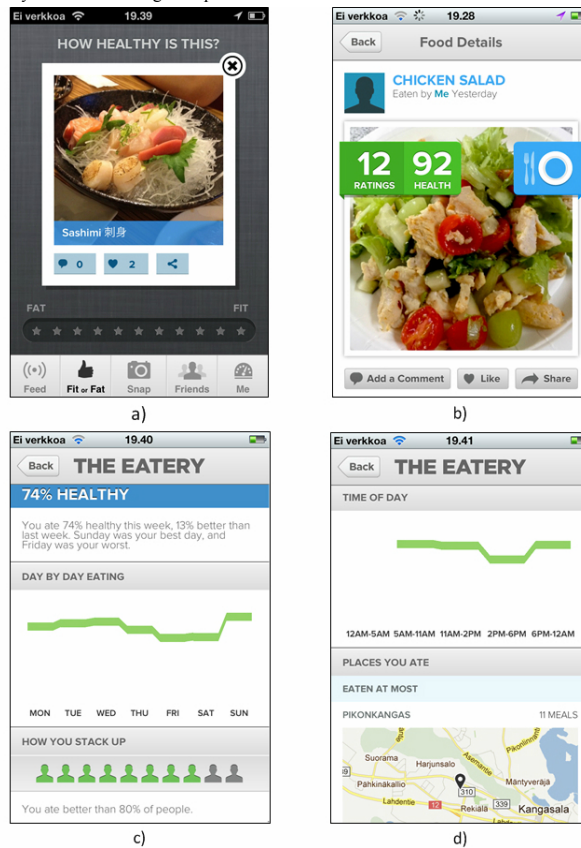 Ei verkkoa 19.39
HOW HEALTHY IS THIS?
Sashimi 刺身
0 2
FAT FIT
Feed Fit or Fat Snap Friends Me
a)
Ei verkkoa 19.28
Back Food Details
CHICKEN SALAD
Eaten by Me Yesterday
12 92
RATINGS HEALTH
Add a Comment Like Share
b)
Ei verkkoa 19.40
Back THE EATERY
74% HEALTHY
You ate 74% healthy this week, 13% better than
last week. Sunday was your best day, and
Friday was your worst.
DAY BY DAY EATING
MON TUE WED THU FRI SAT SUN
HOW YOU STACK UP
You ate better than 80% of people.
c)
Ei verkkoa 19.41
Back THE EATERY
TIME OF DAY
12AM-5AM 5AM-11AM 11AM-2PM 2PM-6PM 6PM-12AM
PLACES YOU ATE
EATEN AT MOST
PIKONKANGAS 11 MEALS
Suorama
Harjunsalo
Asemantie
Pähkinäkallio
310
Mäntyveräjä
Lahdentie 12 Rekiälä 339 Kangasala
d)